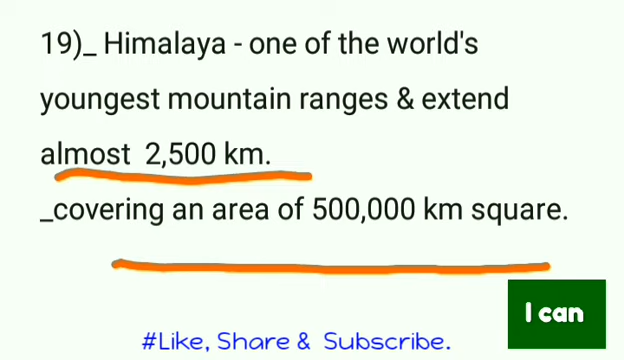 19)_ Himalaya - one of the world's
youngest mountain ranges & extend
almost 2,500 km.
_covering an area of 500,000 km square.
I can
#Like, Share & Subscribe.